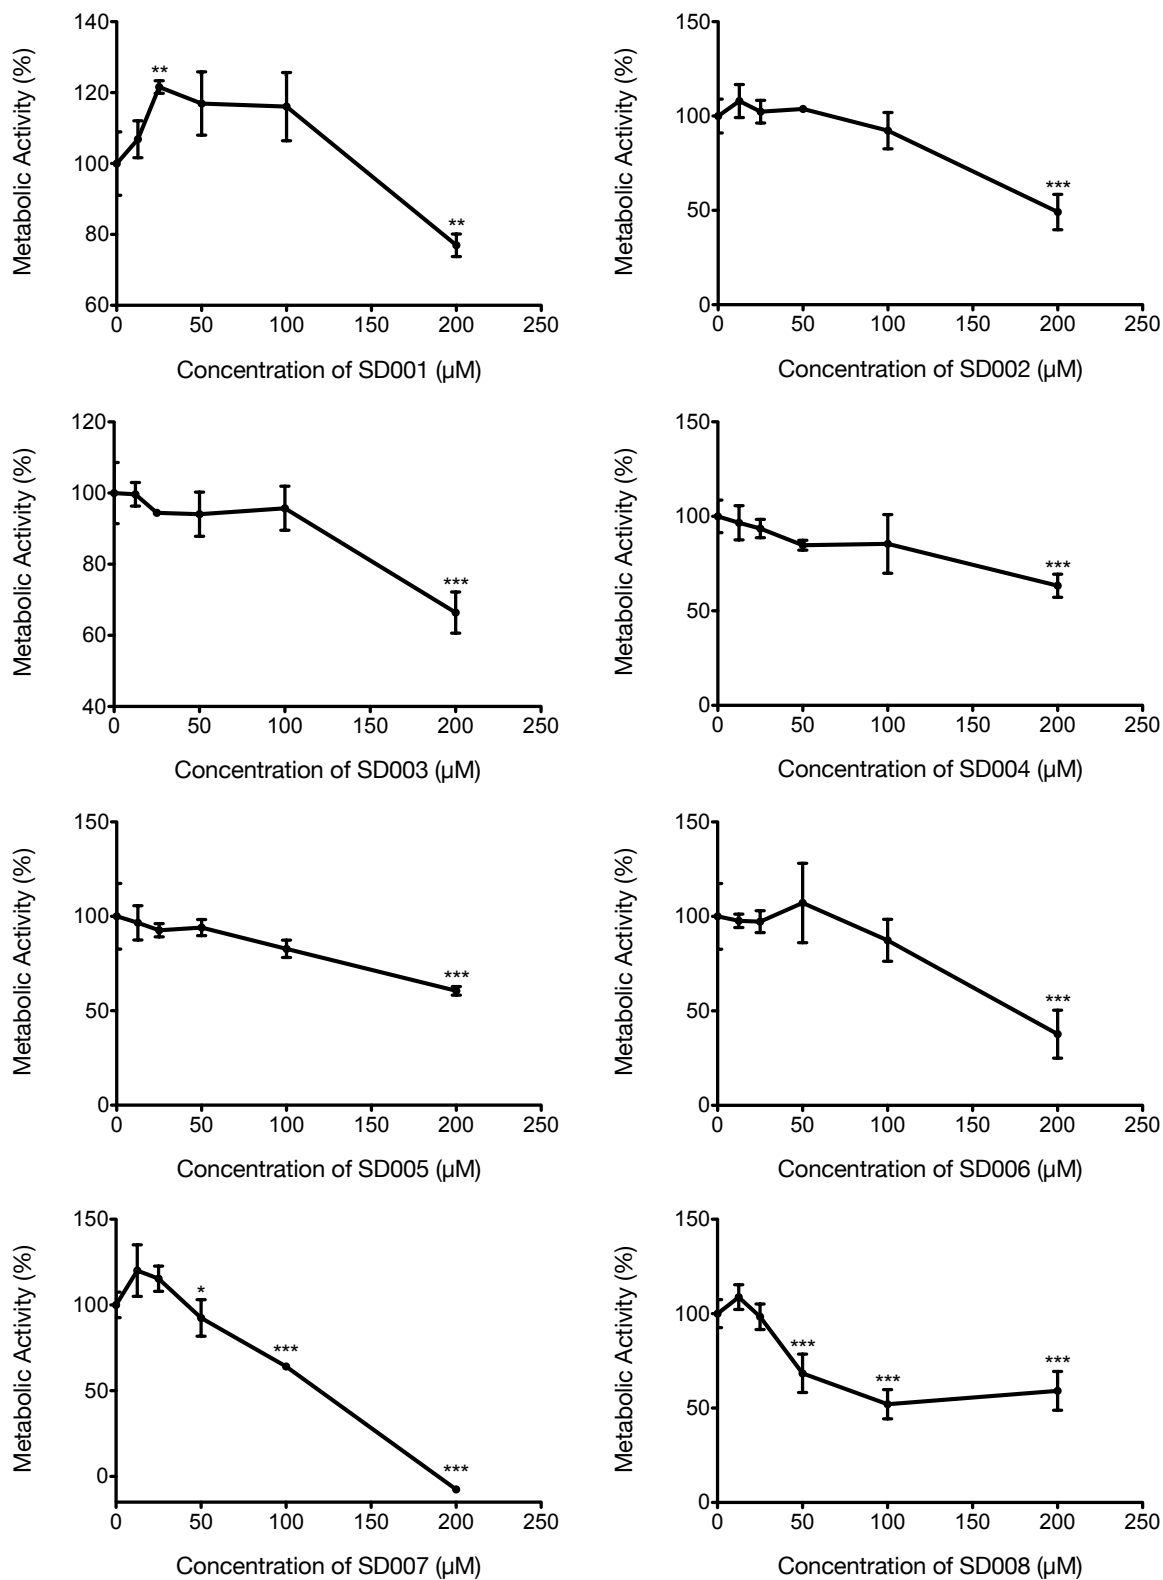 140
120
100
80
60
Metabolic Activity (%)
**
**
0 50 100 150 200 250
Concentration of SD001 (µM)
150
100
50
0
Metabolic Activity (%)
***
0 50 100 150 200 250
Concentration of SD002 (µM)
120
100
80
60
40
Metabolic Activity (%)
***
0 50 100 150 200 250
Concentration of SD003 (µM)
150
100
50
0
Metabolic Activity (%)
***
0 50 100 150 200 250
Concentration of SD004 (µM)
150
100
50
0
Metabolic Activity (%)
***
0 50 100 150 200 250
Concentration of SD005 (µM)
150
100
50
0
Metabolic Activity (%)
***
0 50 100 150 200 250
Concentration of SD006 (µM)
150
100
50
0
Metabolic Activity (%)
*
***
***
0 50 100 150 200 250
Concentration of SD007 (µM)
150
100
50
0
Metabolic Activity (%)
***
***
***
0 50 100 150 200 250
Concentration of SD008 (µM)